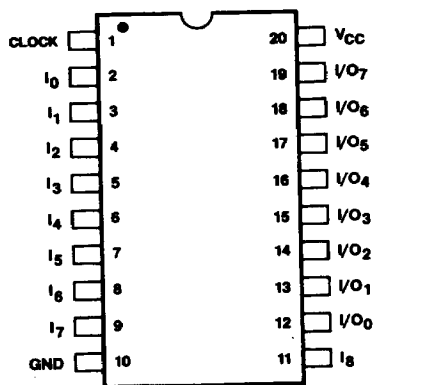 CLOCK 1 20 VCC
I0 2 19 I/O7
I1 3 18 I/O6
I2 4 17 I/O5
I3 5 16 I/O4
I4 6 15 I/O3
I5 7 14 I/O2
I6 8 13 I/O1
I7 9 12 I/O0
GND 10 11 I8